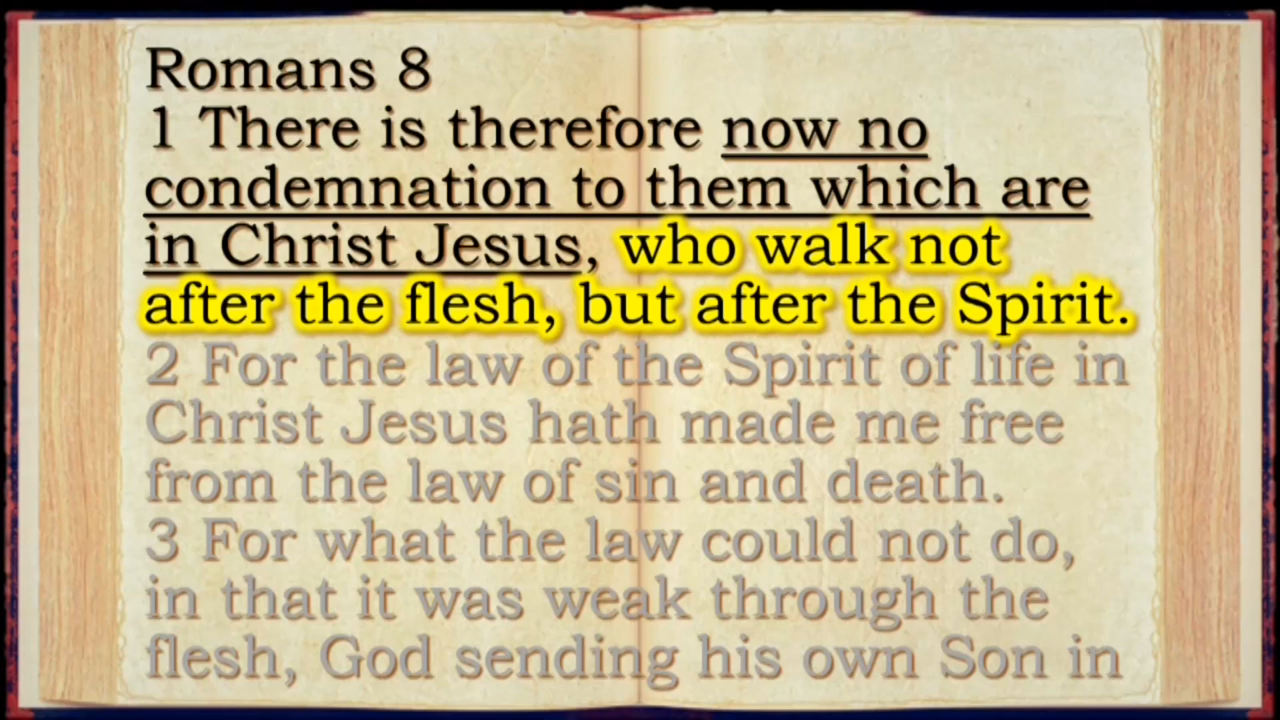 Romans 8
1 There is therefore now no
condemnation to them which are
in Christ Jesus, who walk not
after the flesh, but after the Spirit.
2 For the law of the Spirit of life in
Christ Jesus hath made me free
from the law of sin and death.
3 For what the law could not do,
in that it was weak through the
flesh, God sending his own Son in